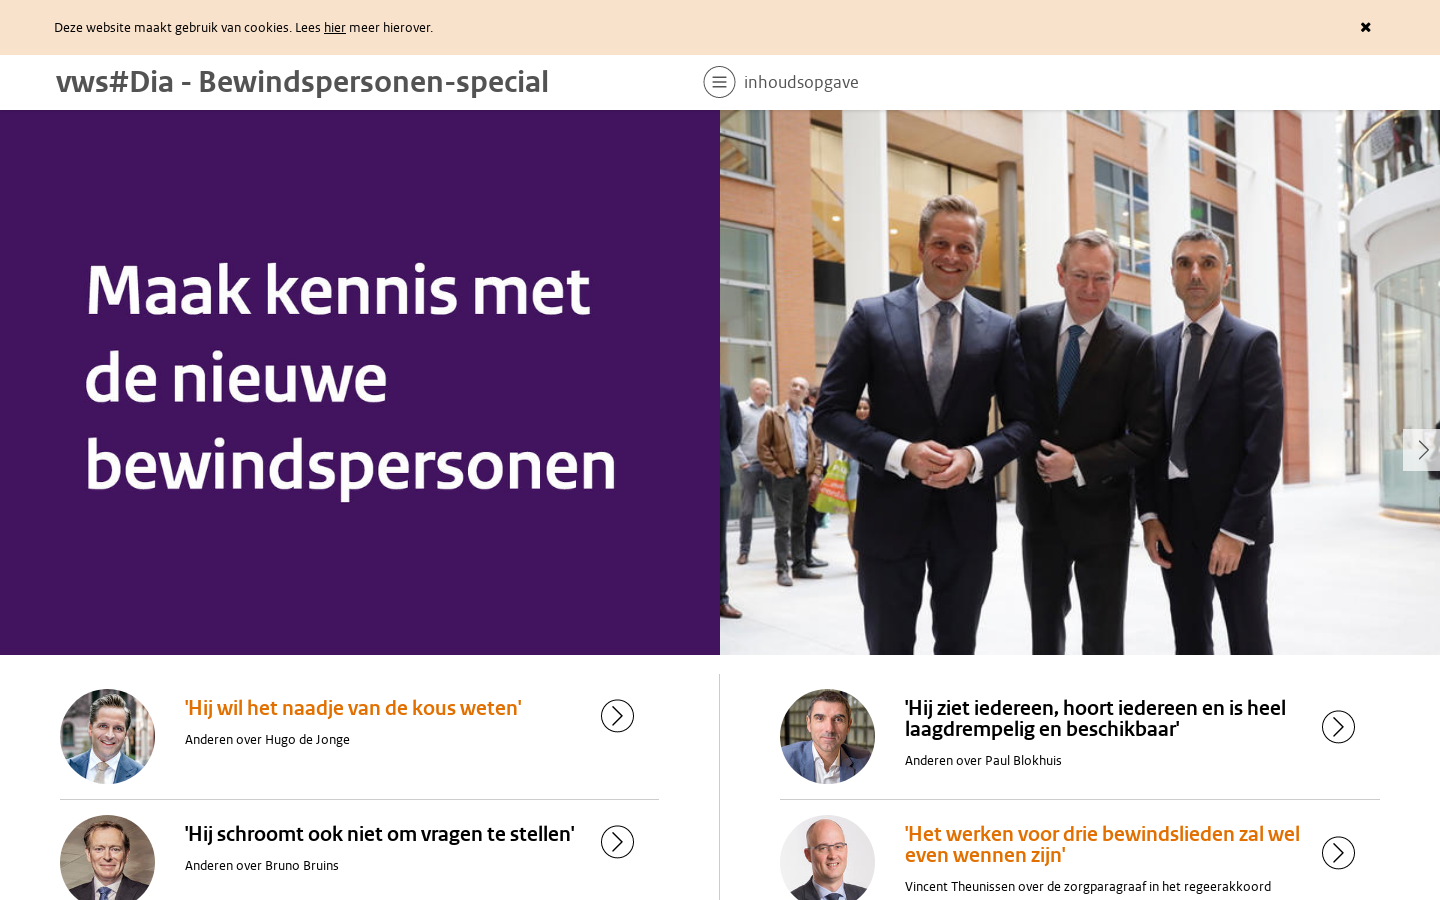 Deze website maakt gebruik van cookies. Lees hier meer hierover.
vws#Dia - Bewindspersonen-special
inhoudsopgave
Maak kennis met
de nieuwe
bewindspersonen
'Hij wil het naadje van de kous weten'
Anderen over Hugo de Jonge
'Hij ziet iedereen, hoort iedereen en is heel
laagdrempelig en beschikbaar'
Anderen over Paul Blokhuis
'Hij schroomt ook niet om vragen te stellen'
Anderen over Bruno Bruins
'Het werken voor drie bewindslieden zal wel
even wennen zijn'
Vincent Theunissen over de zorgparagraaf in het regeerakkoord